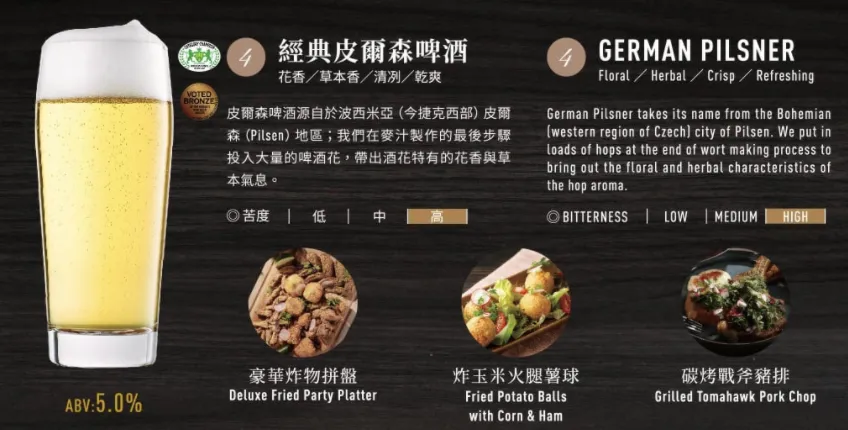 4
經典皮爾森啤酒
花香／草本香／清冽／乾爽
VOTED
BRONZE
皮爾森啤酒源自於波西米亞（今捷克西部）皮爾
森（Pilsen）地區；我們在麥汁製作的最後步驟
投入大量的啤酒花，帶出酒花特有的花香與草
本氣息。
◎苦度 | 低 | 中 高
4
GERMAN PILSNER
Floral ／ Herbal ／ Crisp ／ Refreshing
German Pilsner takes its name from the Bohemian
(western region of Czech) city of Pilsen. We put in
loads of hops at the end of wort making process to
bring out the floral and herbal characteristics of
the hop aroma.
◎BITTERNESS | LOW | MEDIUM HIGH
ABV:5.0%
豪華炸物拼盤
Deluxe Fried Party Platter
炸玉米火腿薯球
Fried Potato Balls
with Corn & Ham
碳烤戰斧豬排
Grilled Tomahawk Pork Chop